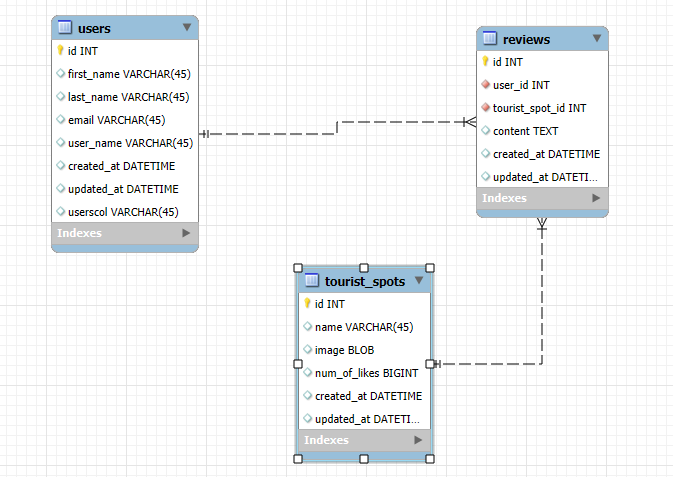 users
id INT
first_name VARCHAR(45)
last_name VARCHAR(45)
email VARCHAR(45)
user_name VARCHAR(45)
created_at DATETIME
updated_at DATETIME
userscol VARCHAR(45)
Indexes
reviews
id INT
user_id INT
tourist_spot_id INT
content TEXT
created_at DATETIME
updated_at DATETI...
Indexes
tourist_spots
id INT
name VARCHAR(45)
image BLOB
num_of_likes BIGINT
created_at DATETIME
updated_at DATETI...
Indexes